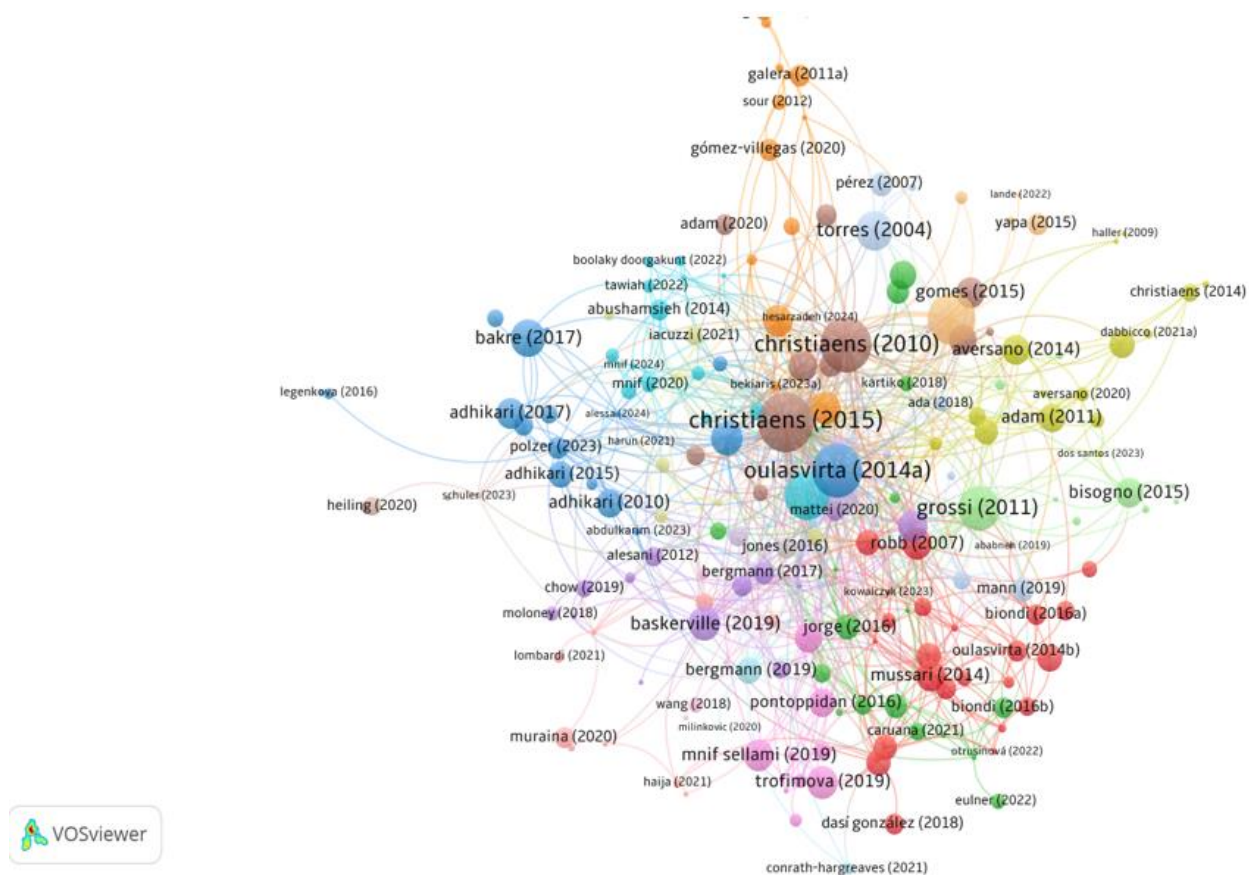 galera (2011a)
sour (2012)
gómez-villegas (2020)
pérez (2007)
lande (2022)
adam (2020)
torres (2004)
yapa (2015)
haller (2009)
boolaky doorgakunt (2022)
tawiah (2022)
gomes (2015)
christiaens (2014)
abushamsieh (2014)
hesarzadeh (2024)
iacuzzi (2021)
dabbicco (2021a)
bakre (2017)
christiaens (2010)
aversano (2014)
mnif (2024)
mnif (2020)
bekiaris (2023a)
kartiko (2018)
legenkova (2016)
aversano (2020)
ada (2018)
adhikari (2017)
alessa (2024)
christiaens (2015)
adam (2011)
harun (2021)
polzer (2023)
dos santos (2023)
adhikari (2015)
oulasvirta (2014a)
schuler (2023)
bisogno (2015)
heiling (2020)
adhikari (2010)
mattei (2020)
grossi (2011)
abdulkarim (2023)
jones (2016)
robb (2007)
ababneh (2019)
alesani (2012)
bergmann (2017)
chow (2019)
kowalczyk (2023)
mann (2019)
moloney (2018)
biondi (2016a)
baskerville (2019)
jorge (2016)
oulasvirta (2014b)
lombardi (2021)
bergmann (2019)
mussari (2014)
wang (2018)
pontoppidan (2016)
biondi (2016b)
milinkovic (2020)
caruana (2021)
muraina (2020)
otrusinová (2022)
mnif sellami (2019)
haija (2021)
trofimova (2019)
eulner (2022)
dasí gonzález (2018)
VOSviewer
conrath-hargreaves (2021)